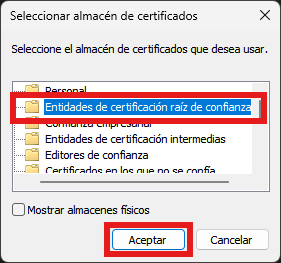 Seleccionar almacén de certificados
Seleccione el almacén de certificados que desea usar.
Personal
Entidades de certificación raíz de confianza
Confianza empresarial
Entidades de certificación intermedias
Editores de confianza
Certificados en los que no se confía
Mostrar almacenes físicos
Aceptar
Cancelar